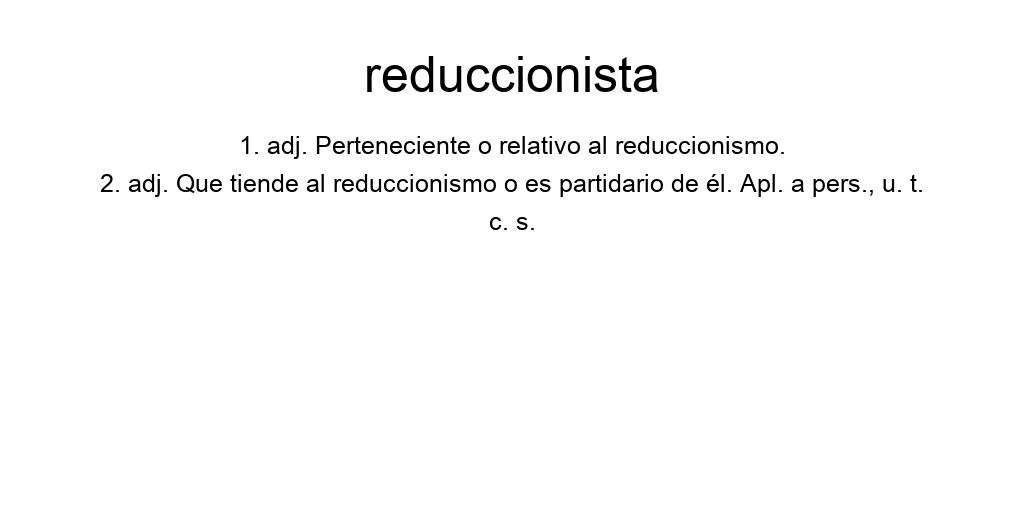 reduccionista
1. adj. Perteneciente o relativo al reduccionismo.
2. adj. Que tiende al reduccionismo o es partidario de él. Apl. a pers., u. t.
c. s.